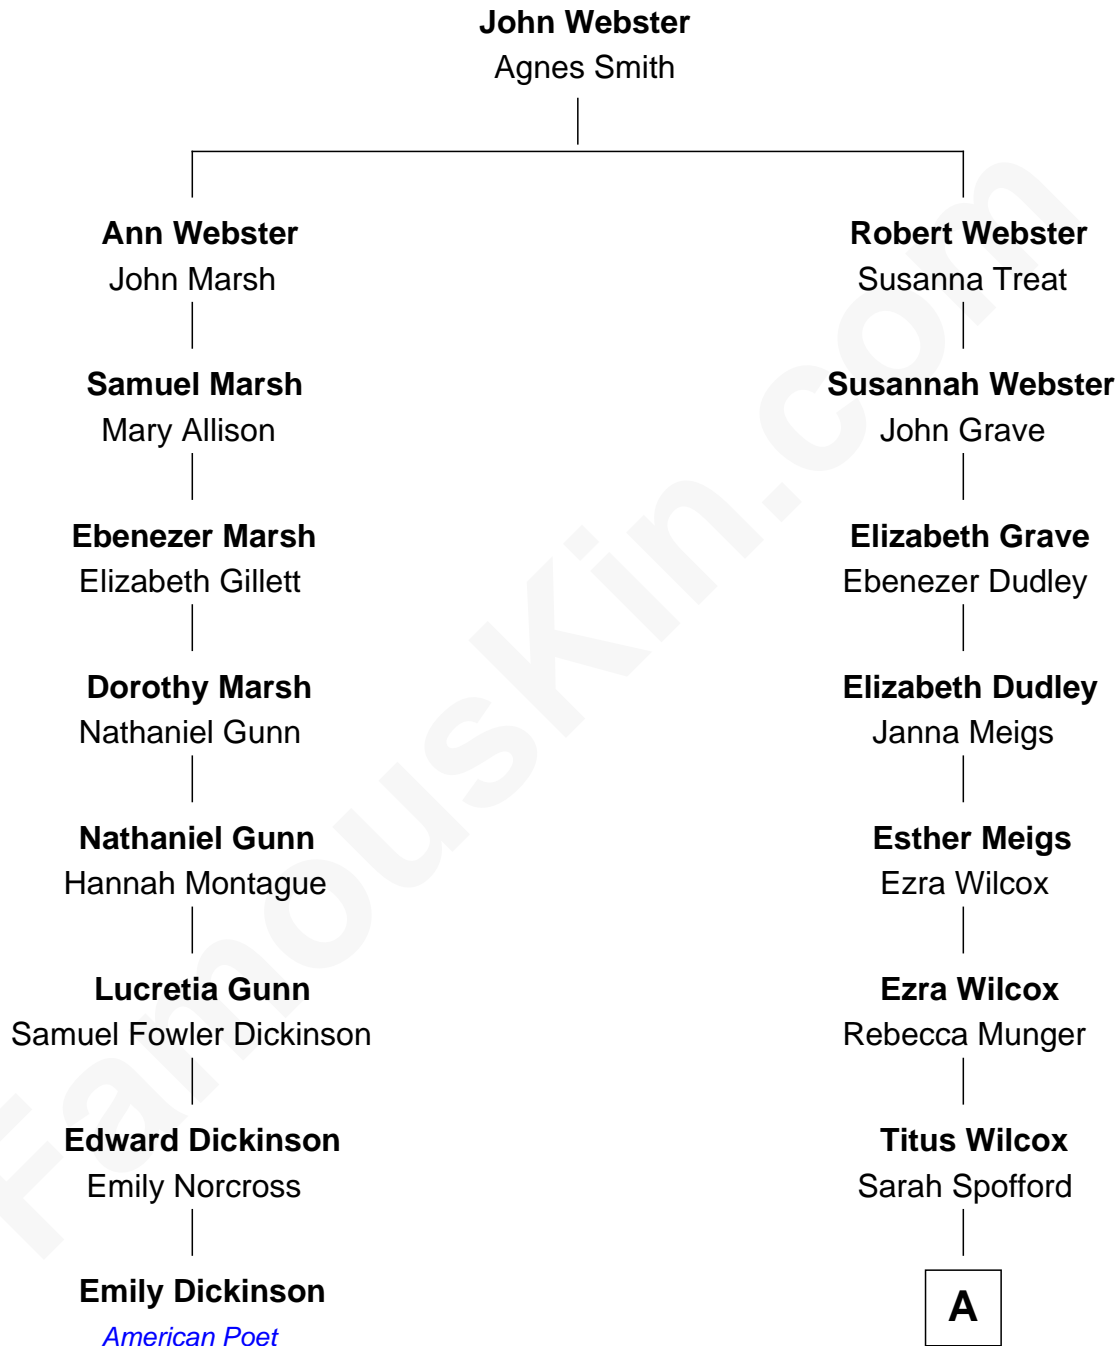 John Webster
Agnes Smith
Ann Webster
John Marsh
Robert Webster
Susanna Treat
Samuel Marsh
Mary Allison
Susannah Webster
John Grave
Ebenezer Marsh
Elizabeth Gillett
Elizabeth Grave
Ebenezer Dudley
Dorothy Marsh
Nathaniel Gunn
Elizabeth Dudley
Janna Meigs
Nathaniel Gunn
Hannah Montague
Esther Meigs
Ezra Wilcox
Lucretia Gunn
Samuel Fowler Dickinson
Ezra Wilcox
Rebecca Munger
Edward Dickinson
Emily Norcross
Titus Wilcox
Sarah Spofford
Emily Dickinson
American Poet
A
FamousKin.com